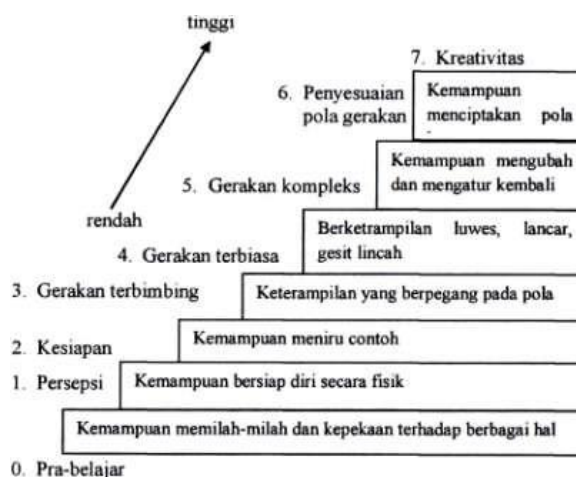 tinggi
7. Kreativitas
6. Penyesuaian
pola gerakan
Kemampuan
menciptakan pola
Kemampuan mengubah
dan mengatur kembali
5. Gerakan kompleks
rendah
Berketrampilan luwes, lancar,
gesit lincah
4. Gerakan terbiasa
3. Gerakan terbimbing
Keterampilan yang berpegang pada pola
Kemampuan meniru contoh
2. Kesiapan
1. Persepsi
Kemampuan bersiap diri secara fisik
Kemampuan memilah-milah dan kepekaan terhadap berbagai hal
0. Pra-belajar